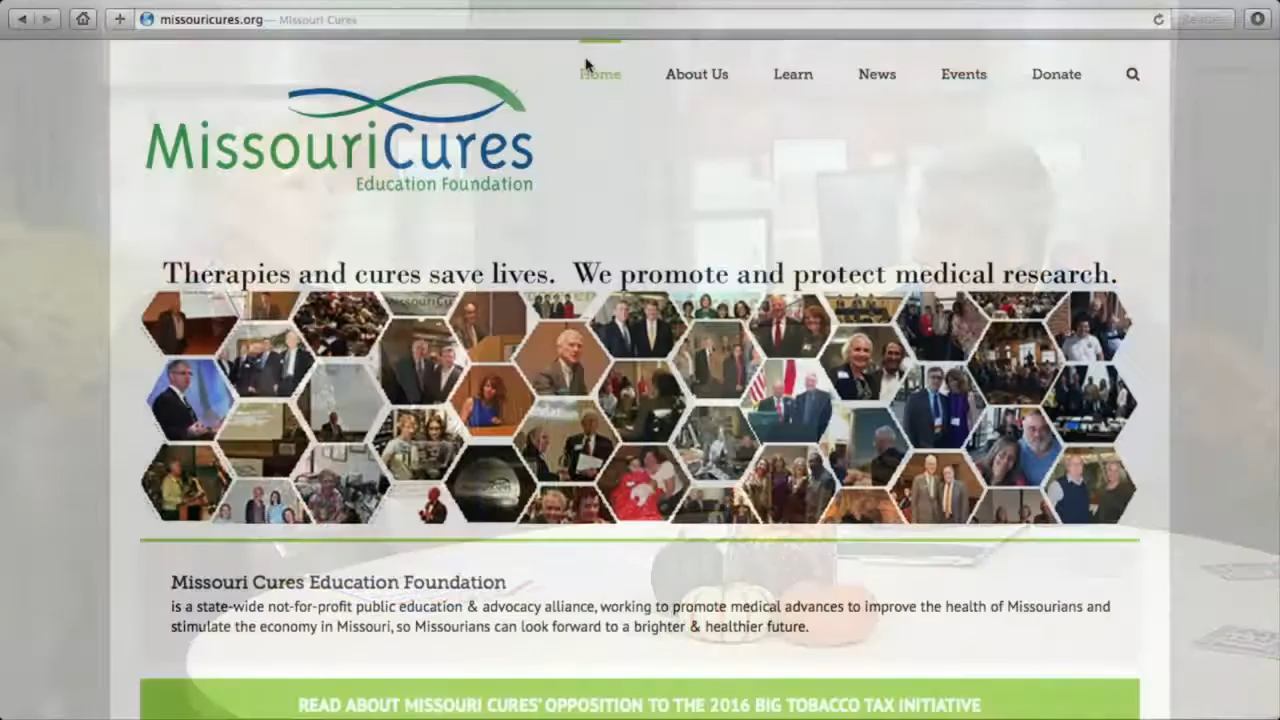 missouricures.org — Missouri Cures
Home
About Us
Learn
News
Events
Donate
MissouriCures
Education Foundation
Therapies and cures save lives. We promote and protect medical research.
Missouri Cures Education Foundation
is a state-wide not-for-profit public education & advocacy alliance, working to promote medical advances to improve the health of Missourians and
stimulate the economy in Missouri, so Missourians can look forward to a brighter & healthier future.
READ ABOUT MISSOURI CURES' OPPOSITION TO THE 2016 BIG TOBACCO TAX INITIATIVE